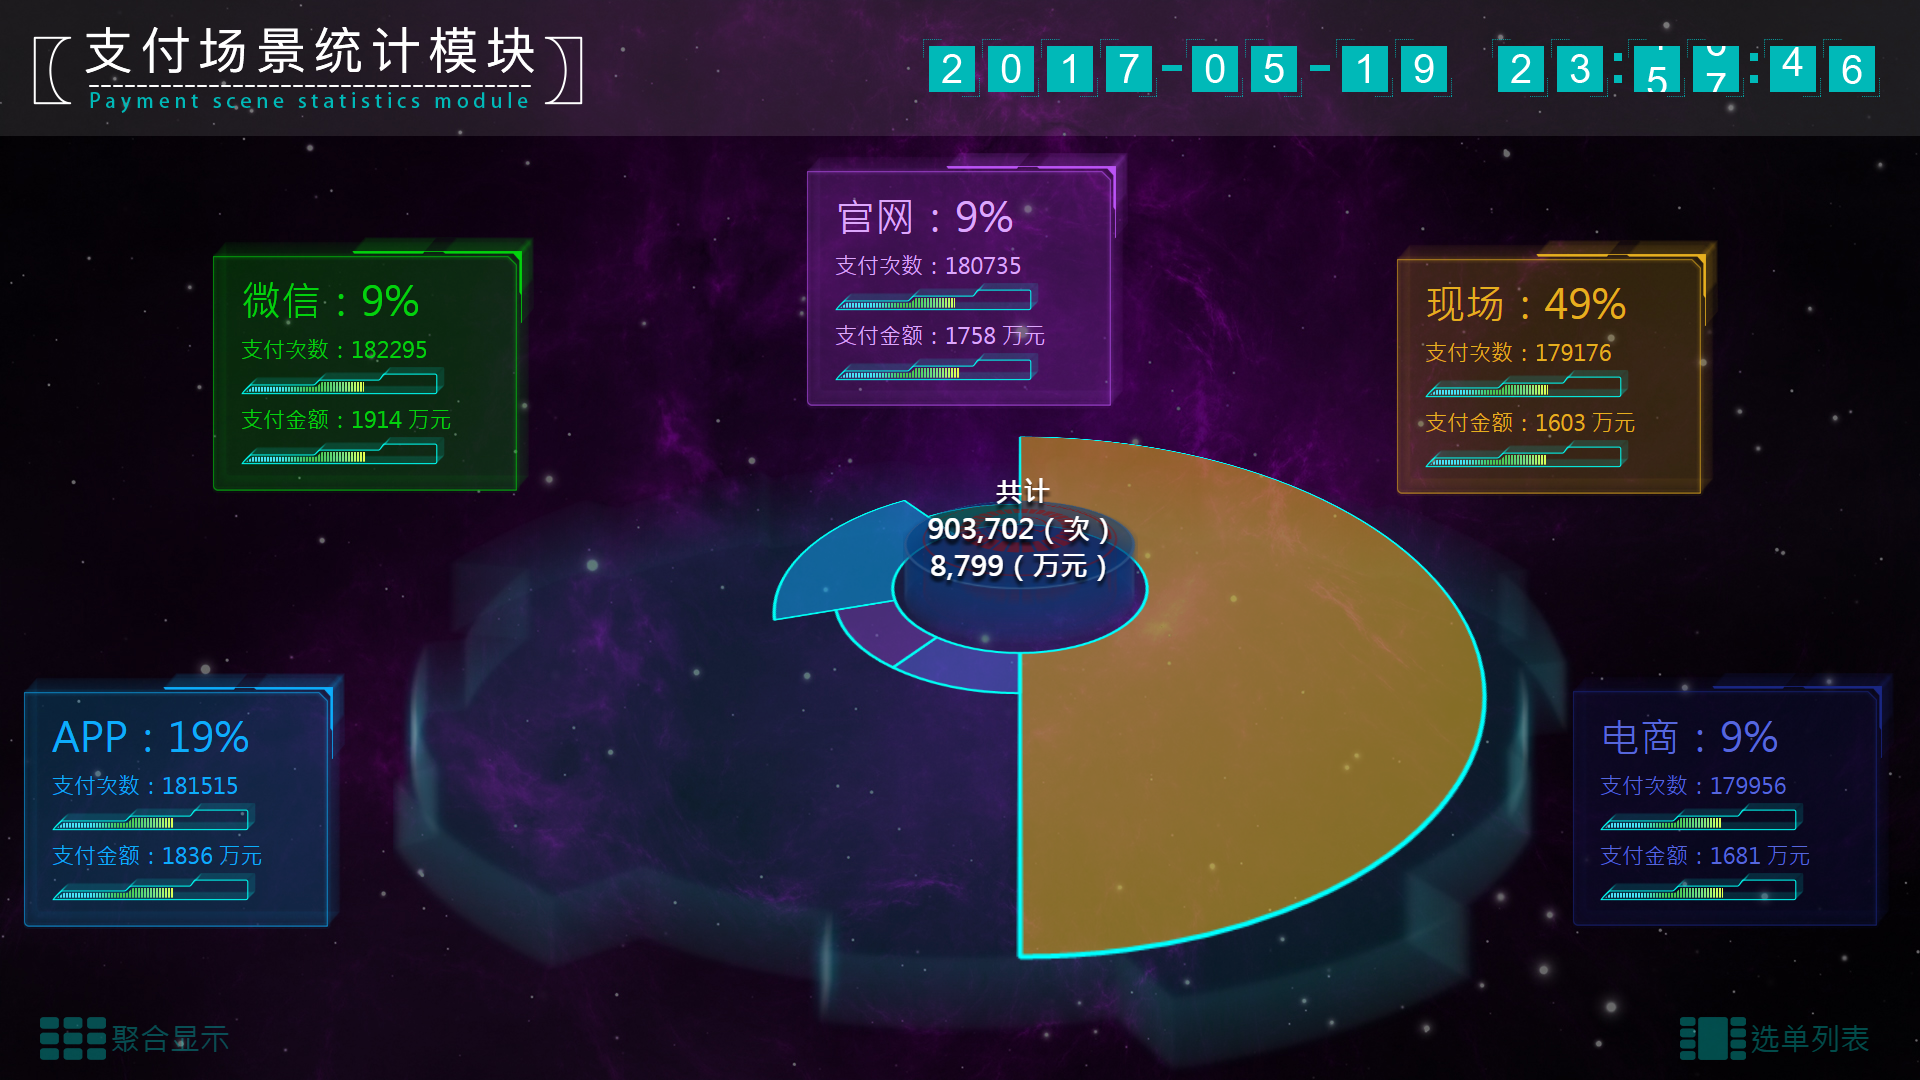 支付场景统计模块
Payment scene statistics module
2017-05-19 23: : 46
官网：9%
支付次数：180735
支付金额：1758 万元
微信：9%
支付次数：182295
支付金额：1914 万元
现场：49%
支付次数：179176
支付金额：1603 万元
共计
903,702（次）
8,799（万元）
APP：19%
支付次数：181515
支付金额：1836 万元
电商：9%
支付次数：179956
支付金额：1681 万元
聚合显示
选单列表